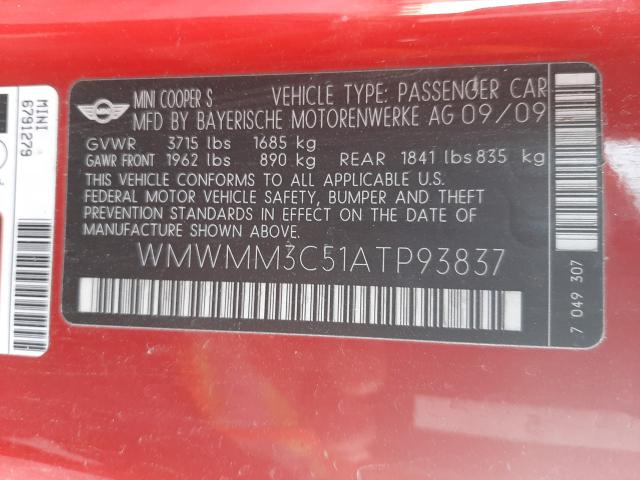 MINI COOPER S VEHICLE TYPE: PASSENGER CAR
MFD BY BAYERISCHE MOTORENWERKE AG 09/09
GVWR 3715 lbs 1685 kg
GAWR FRONT 1962 lbs 890 kg REAR 1841 lbs 835 kg
THIS VEHICLE CONFORMS TO ALL APPLICABLE U.S.
FEDERAL MOTOR VEHICLE SAFETY, BUMPER AND THEFT
PREVENTION STANDARDS IN EFFECT ON THE DATE OF
MANUFACTURE SHOWN ABOVE.
WMWMM3C51ATP93837
7 049 307
MINI
6791279